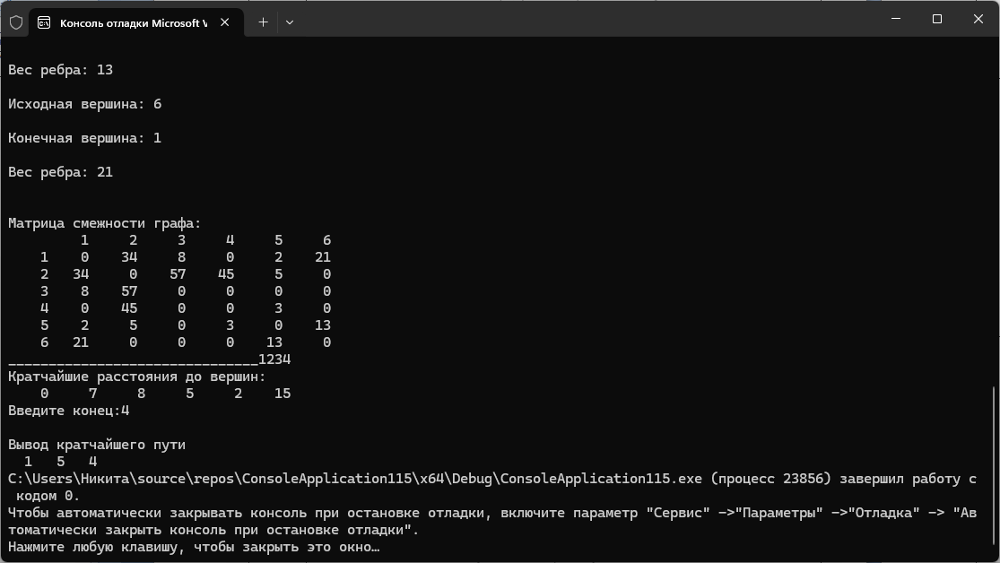 Консоль отладки Microsoft V
Вес ребра: 13
Исходная вершина: 6
Конечная вершина: 1
Вес ребра: 21
Матрица смежности графа:
1 2 3 4 5 6
1 0 34 8 0 2 21
2 34 0 57 45 5 0
3 8 57 0 0 0 0
4 0 45 0 0 3 0
5 2 5 0 3 0 13
6 21 0 0 0 13 0
_______________________________1234
Кратчайшие расстояния до вершин:
0 7 8 5 2 15
Введите конец:4
Вывод кратчайшего пути
1 5 4
C:\Users\Никита\source\repos\ConsoleApplication115\x64\Debug\ConsoleApplication115.exe (процесс 23856) завершил работу с
кодом 0.
Чтобы автоматически закрывать консоль при остановке отладки, включите параметр "Сервис" ->"Параметры" ->"Отладка" -> "Ав
томатически закрыть консоль при остановке отладки".
Нажмите любую клавишу, чтобы закрыть это окно…